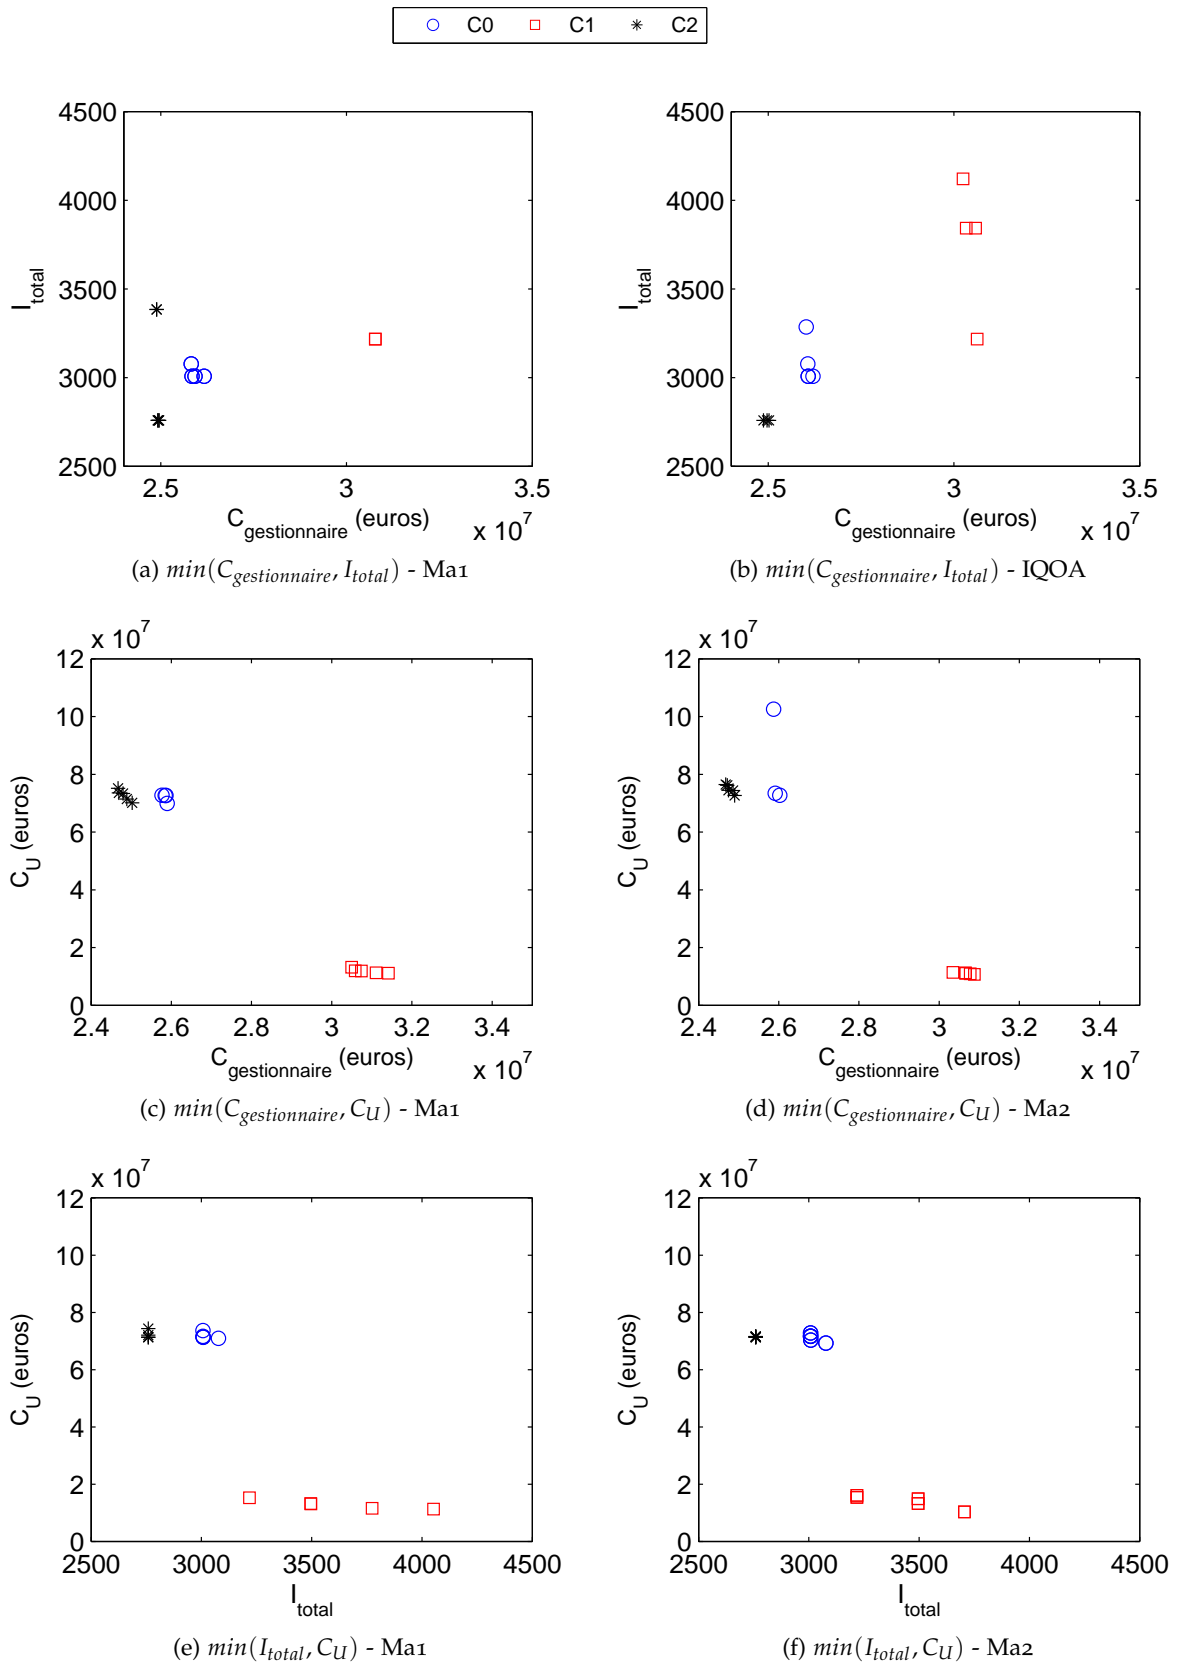 C0 C1 C2
4500
4000
3500
3000
2500
I_total
2.5 3 3.5
C_gestionnaire (euros) x 10^7
(a) min(C_gestionnaire, I_total) - Ma1
4500
4000
3500
3000
2500
I_total
2.5 3 3.5
C_gestionnaire (euros) x 10^7
(b) min(C_gestionnaire, I_total) - IQOA
x 10^7
12
10
8
6
4
2
0
C_U (euros)
2.4 2.6 2.8 3 3.2 3.4
C_gestionnaire (euros) x 10^7
(c) min(C_gestionnaire, C_U) - Ma1
x 10^7
12
10
8
6
4
2
0
C_U (euros)
2.4 2.6 2.8 3 3.2 3.4
C_gestionnaire (euros) x 10^7
(d) min(C_gestionnaire, C_U) - Ma2
x 10^7
12
10
8
6
4
2
0
C_U (euros)
2500 3000 3500 4000 4500
I_total
(e) min(I_total, C_U) - Ma1
x 10^7
12
10
8
6
4
2
0
C_U (euros)
2500 3000 3500 4000 4500
I_total
(f) min(I_total, C_U) - Ma2